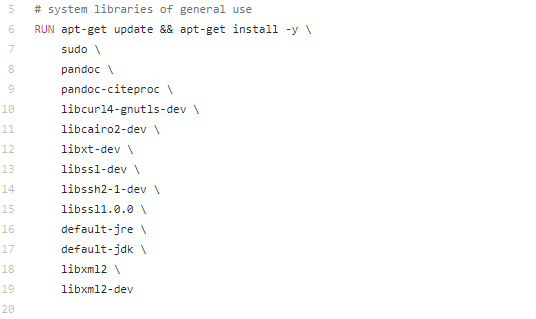 5 # system libraries of general use
6 RUN apt-get update && apt-get install -y \
7 sudo \
8 pandoc \
9 pandoc-citeproc \
10 libcurl4-gnutls-dev \
11 libcairo2-dev \
12 libxt-dev \
13 libssl-dev \
14 libssh2-1-dev \
15 libssl1.0.0 \
16 default-jre \
17 default-jdk \
18 libxml2 \
19 libxml2-dev
20